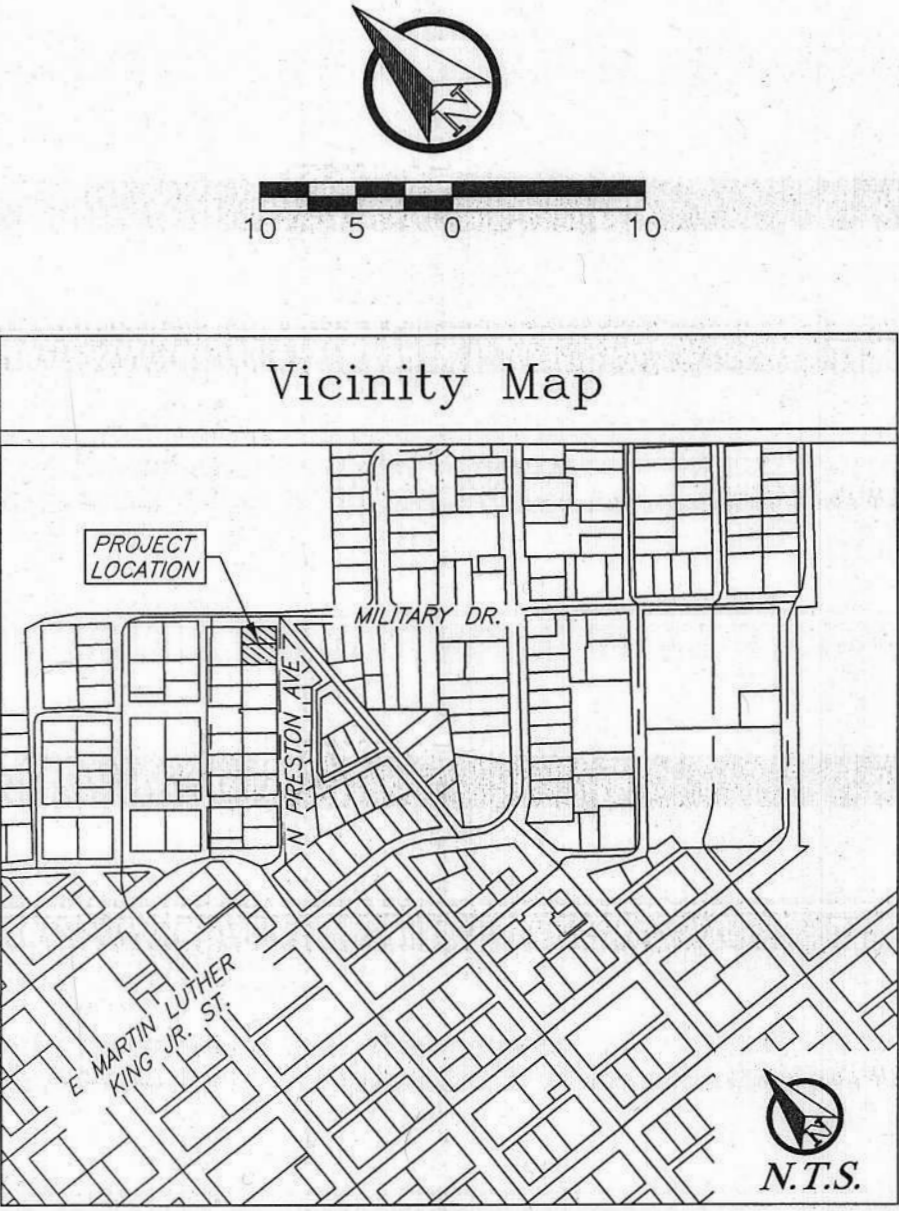 N
10 5 0 10
Vicinity Map
PROJECT
LOCATION
MILITARY DR.
N PRESTON AVE
E. MARTIN LUTHER
KING JR. ST.
N
N.T.S.